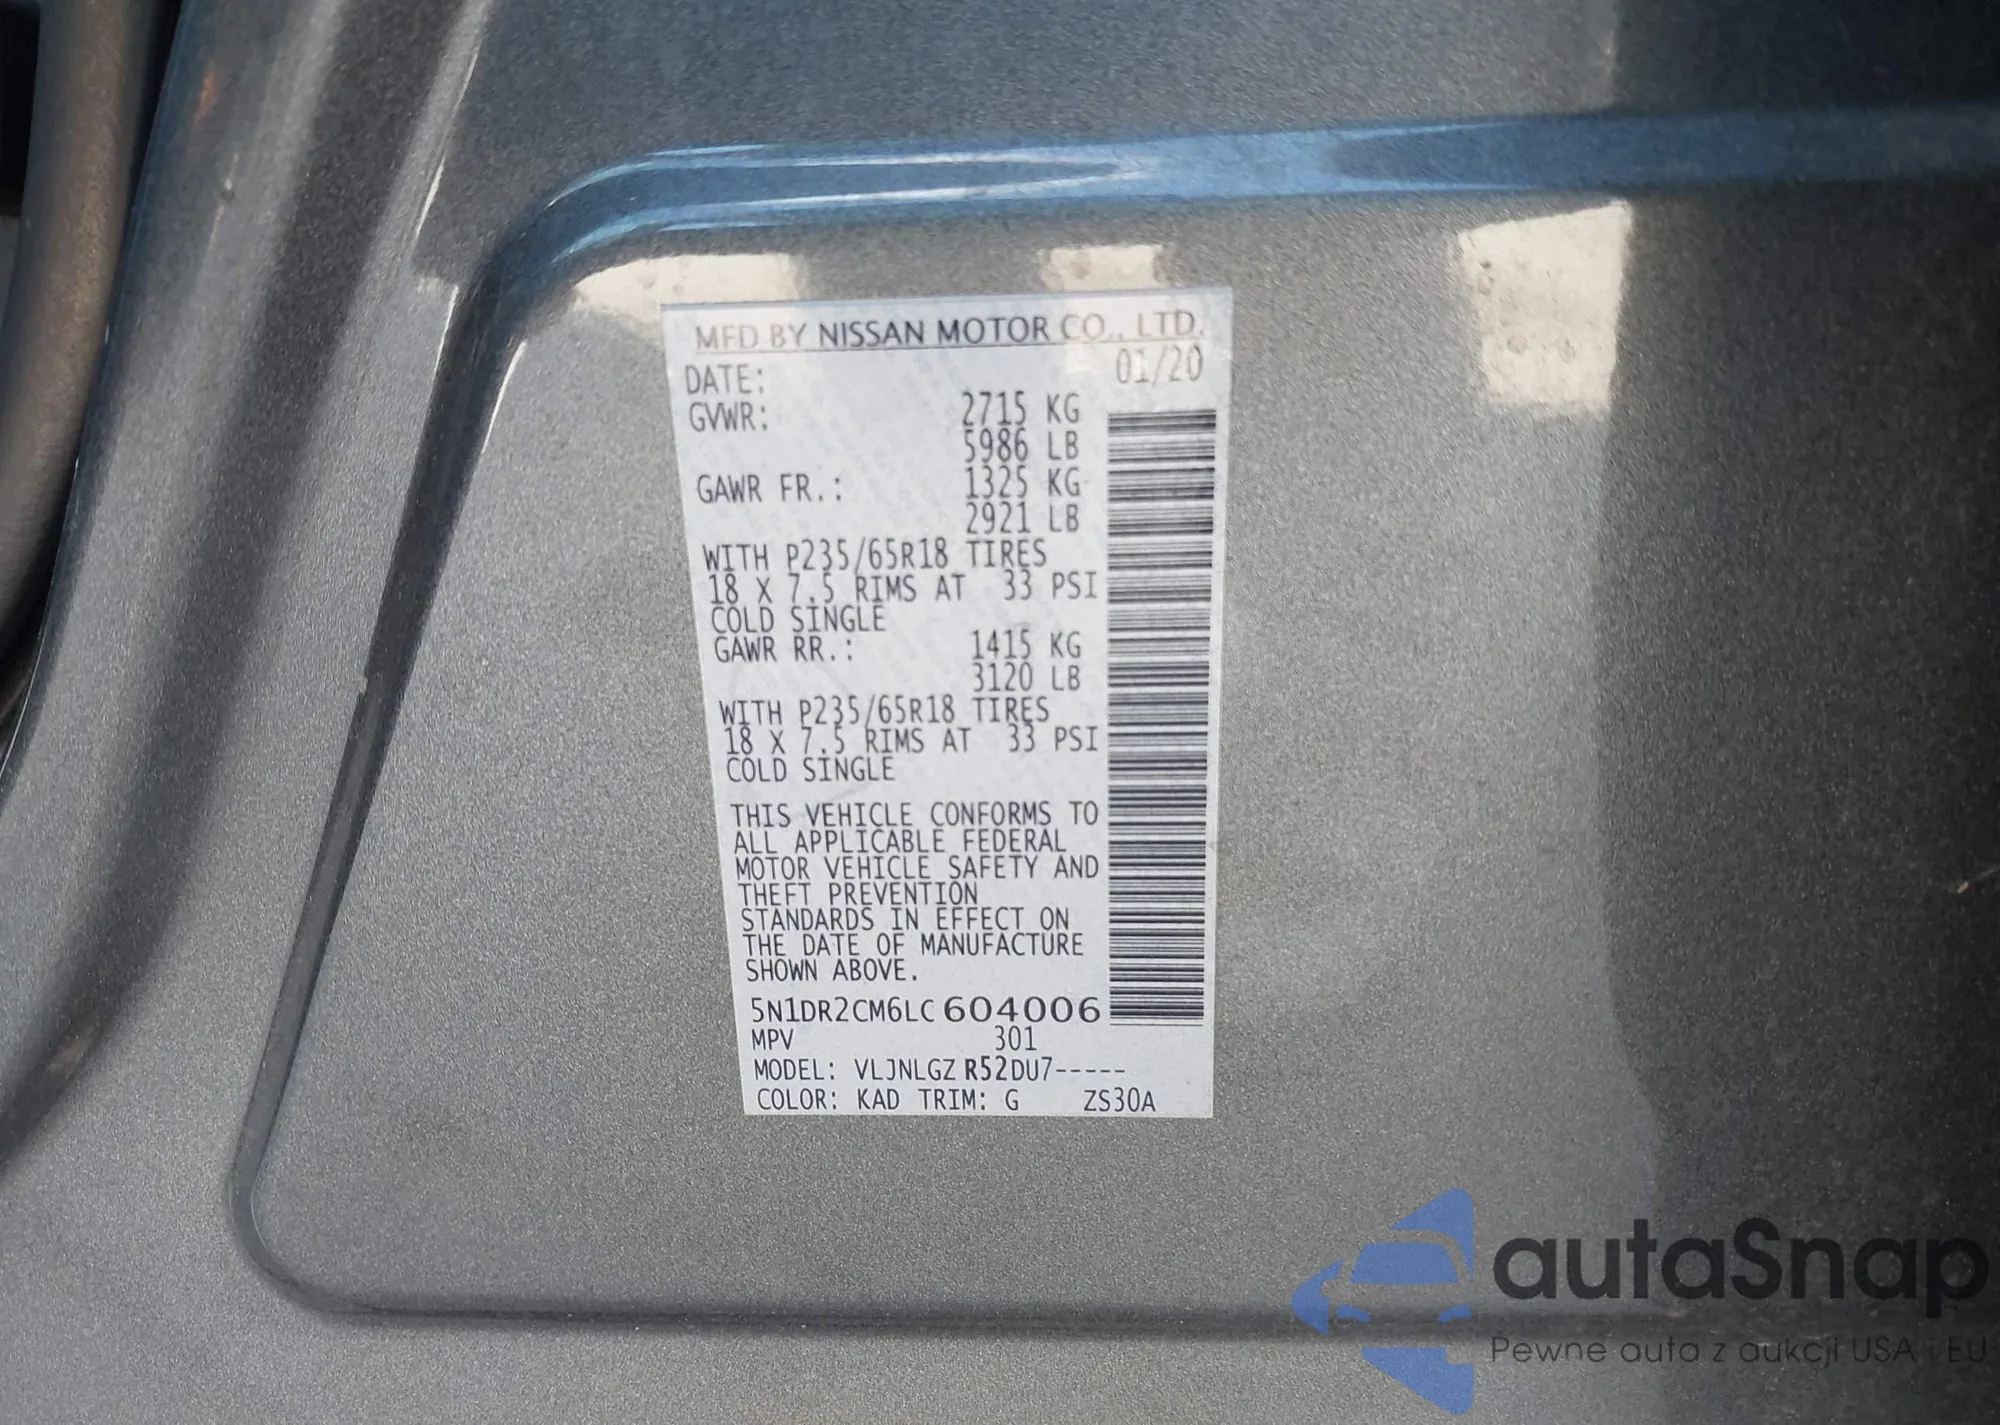 MFD BY NISSAN MOTOR CO., LTD.
DATE: 01/20
GVWR: 2715 KG
5986 LB
GAWR FR.: 1325 KG
2921 LB
WITH P235/65R18 TIRES
18 X 7.5 RIMS AT 33 PSI
COLD SINGLE
GAWR RR.: 1415 KG
3120 LB
WITH P235/65R18 TIRES
18 X 7.5 RIMS AT 33 PSI
COLD SINGLE
THIS VEHICLE CONFORMS TO
ALL APPLICABLE FEDERAL
MOTOR VEHICLE SAFETY AND
THEFT PREVENTION
STANDARDS IN EFFECT ON
THE DATE OF MANUFACTURE
SHOWN ABOVE.
5N1DR2CM6LC604006
MPV 301
MODEL: VLJNLGZ R52DU7-----
COLOR: KAD TRIM: G ZS30A
autaSnap
Pewne auta z aukcji USA i EU